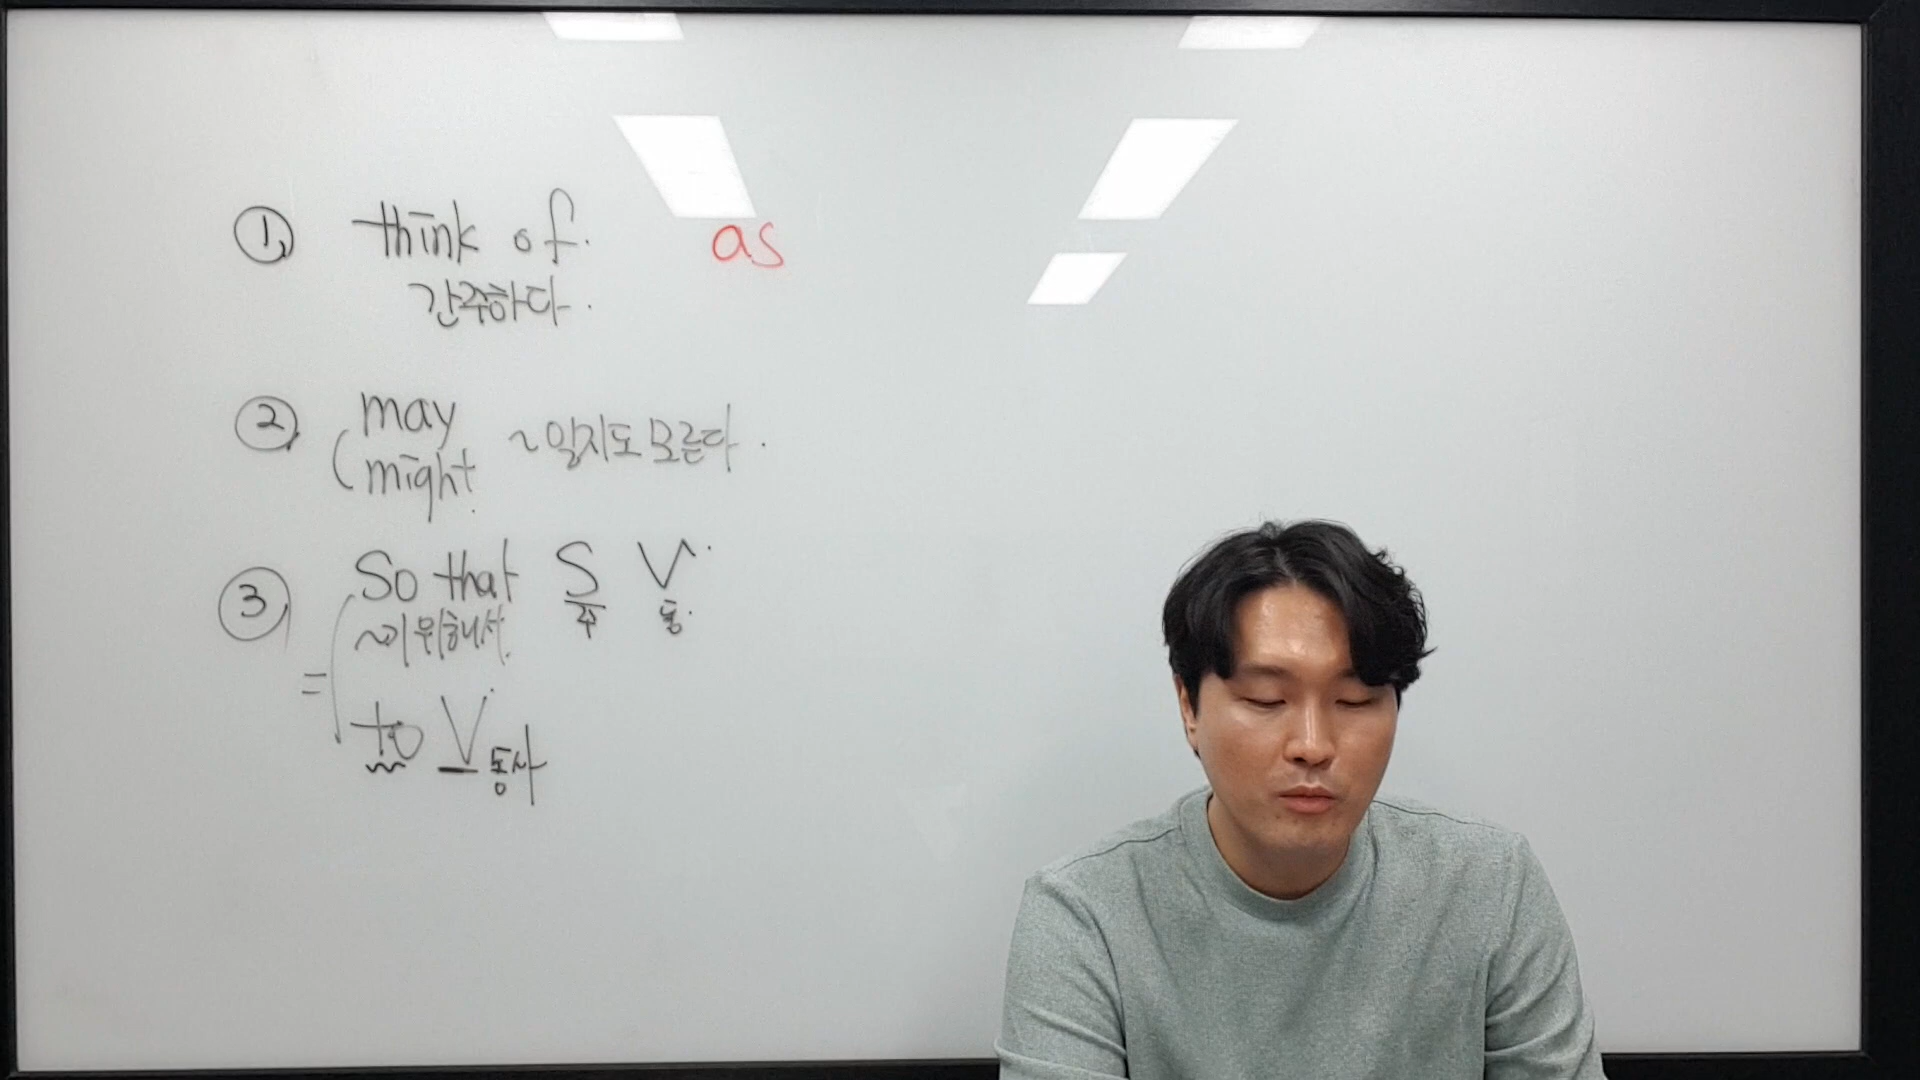 ① think of. as
간주하다.
② may
might ~일지도 모른다.
③ So that S V.
주 동.
~기 위해서.
= to V 동사